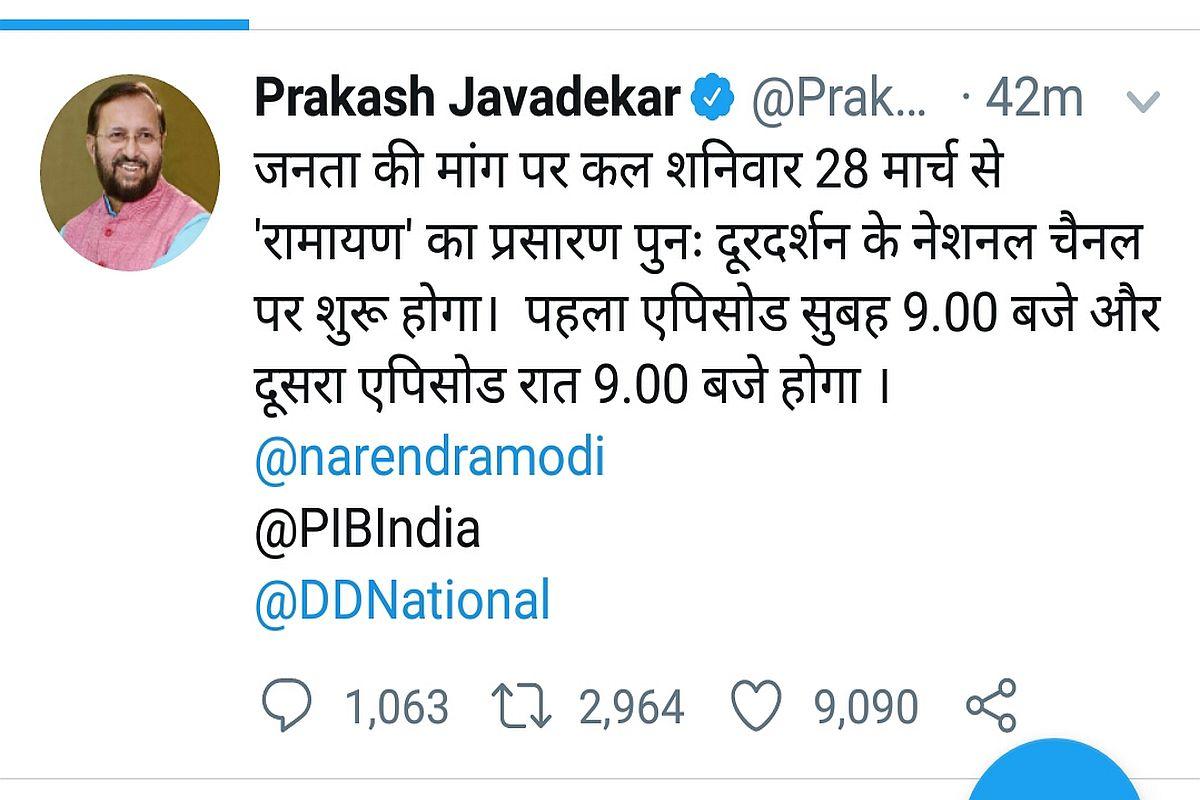 Prakash Javadekar @Prak... · 42m
जनता की मांग पर कल शनिवार 28 मार्च से
'रामायण' का प्रसारण पुनः दूरदर्शन के नेशनल चैनल
पर शुरू होगा। पहला एपिसोड सुबह 9.00 बजे और
दूसरा एपिसोड रात 9.00 बजे होगा ।
@narendramodi
@PIBIndia
@DDNational
1,063 2,964 9,090